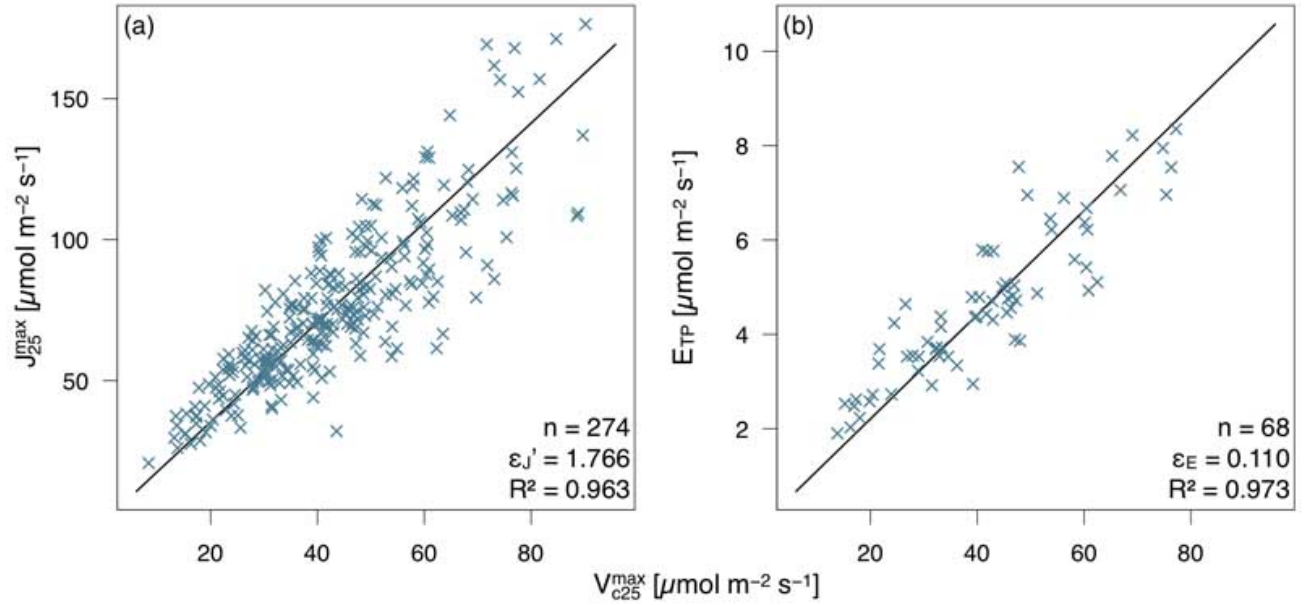 (a)
150
100
50
J25max [µmol m−2 s−1]
n = 274
εJ' = 1.766
R² = 0.963
20 40 60 80
(b)
10
8
6
4
2
ETP [µmol m−2 s−1]
n = 68
εE = 0.110
R² = 0.973
20 40 60 80
Vc25max [µmol m−2 s−1]